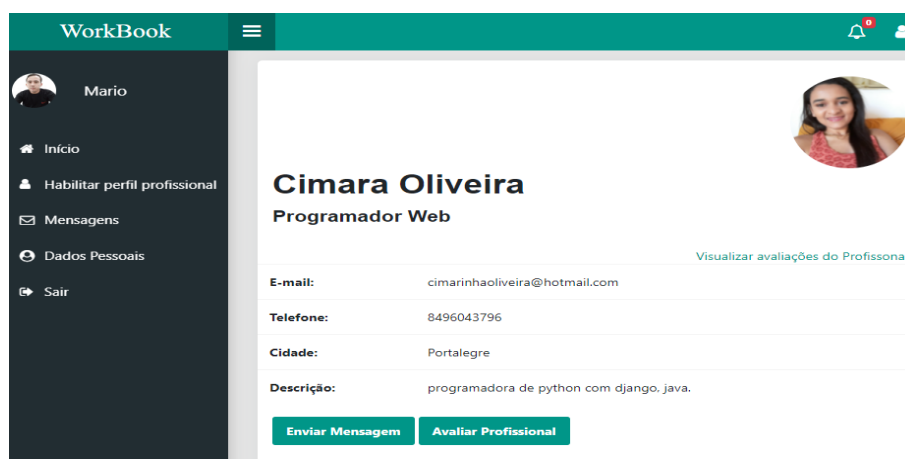 WorkBook
0
Mario
Início
Habilitar perfil profissional
Mensagens
Dados Pessoais
Sair
Cimara Oliveira
Programador Web
Visualizar avaliações do Profissona
E-mail: cimarinhaoliveira@hotmail.com
Telefone: 8496043796
Cidade: Portalegre
Descrição: programadora de python com django, java.
Enviar Mensagem Avaliar Profissional